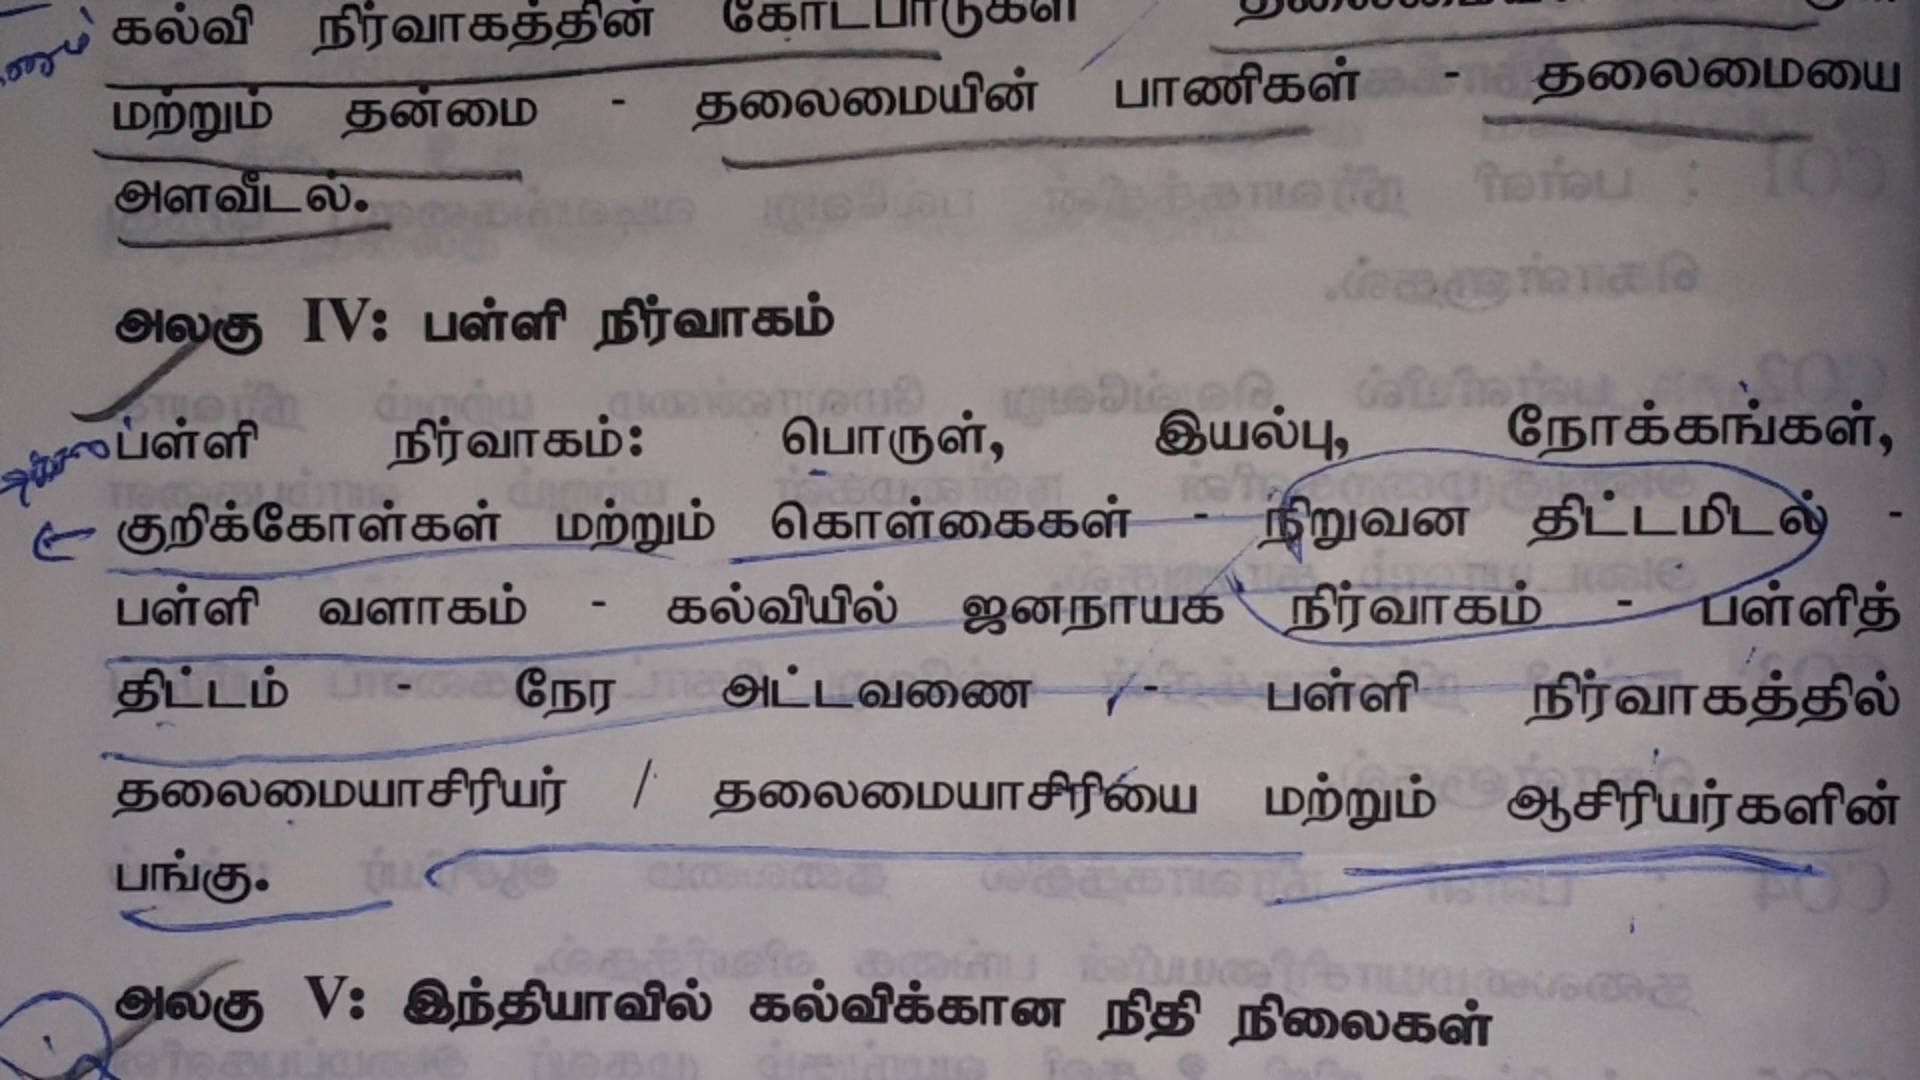 கல்வி நிர்வாகத்தின் கோட்பாடுகள்
மற்றும் தன்மை - தலைமையின் பாணிகள் - தலைமையை
அளவீடல்.
அலகு IV: பள்ளி நிர்வாகம்
பள்ளி நிர்வாகம்: பொருள், இயல்பு, நோக்கங்கள்,
குறிக்கோள்கள் மற்றும் கொள்கைகள் - நிறுவன திட்டமிடல் -
பள்ளி வளாகம் - கல்வியில் ஜனநாயக நிர்வாகம் - பள்ளித்
திட்டம் - நேர அட்டவணை - பள்ளி நிர்வாகத்தில்
தலைமையாசிரியர் / தலைமையாசிரியை மற்றும் ஆசிரியர்களின்
பங்கு.
அலகு V: இந்தியாவில் கல்விக்கான நிதி நிலைகள்